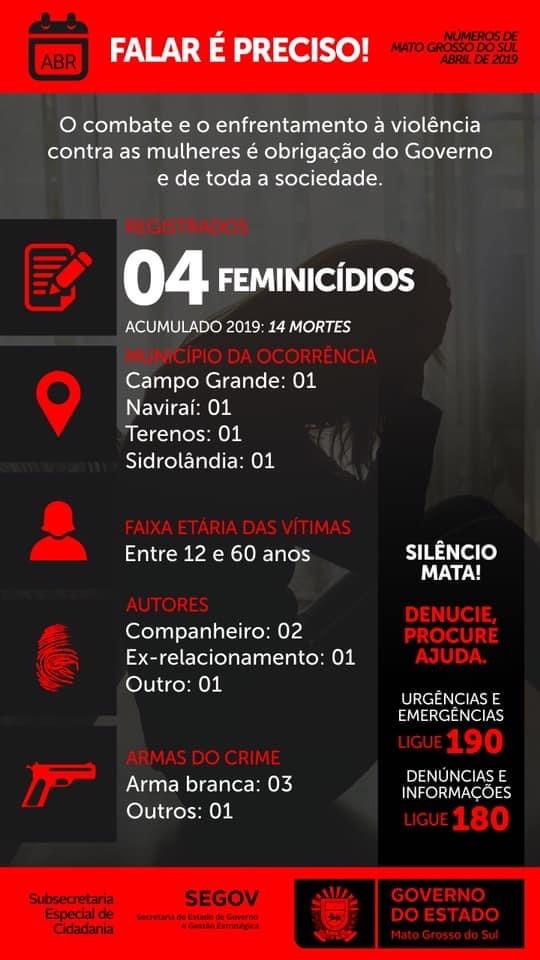 ABR
FALAR É PRECISO!
NÚMEROS DE
MATO GROSSO DO SUL
ABRIL DE 2019
O combate e o enfrentamento à violência
contra as mulheres é obrigação do Governo
e de toda a sociedade.
REGISTRADOS
04 FEMINICÍDIOS
ACUMULADO 2019: 14 MORTES
MUNICÍPIO DA OCORRÊNCIA
Campo Grande: 01
Naviraí: 01
Terenos: 01
Sidrolândia: 01
FAIXA ETÁRIA DAS VÍTIMAS
Entre 12 e 60 anos
AUTORES
Companheiro: 02
Ex-relacionamento: 01
Outro: 01
ARMAS DO CRIME
Arma branca: 03
Outros: 01
SILÊNCIO
MATA!
DENUCIE,
PROCURE
AJUDA.
URGÊNCIAS E
EMERGÊNCIAS
LIGUE 190
DENÚNCIAS E
INFORMAÇÕES
LIGUE 180
Subsecretaria
Especial de
Cidadania
SEGOV
Secretaria de Estado de Governo
e Gestão Estratégica
GOVERNO
DO ESTADO
Mato Grosso do Sul